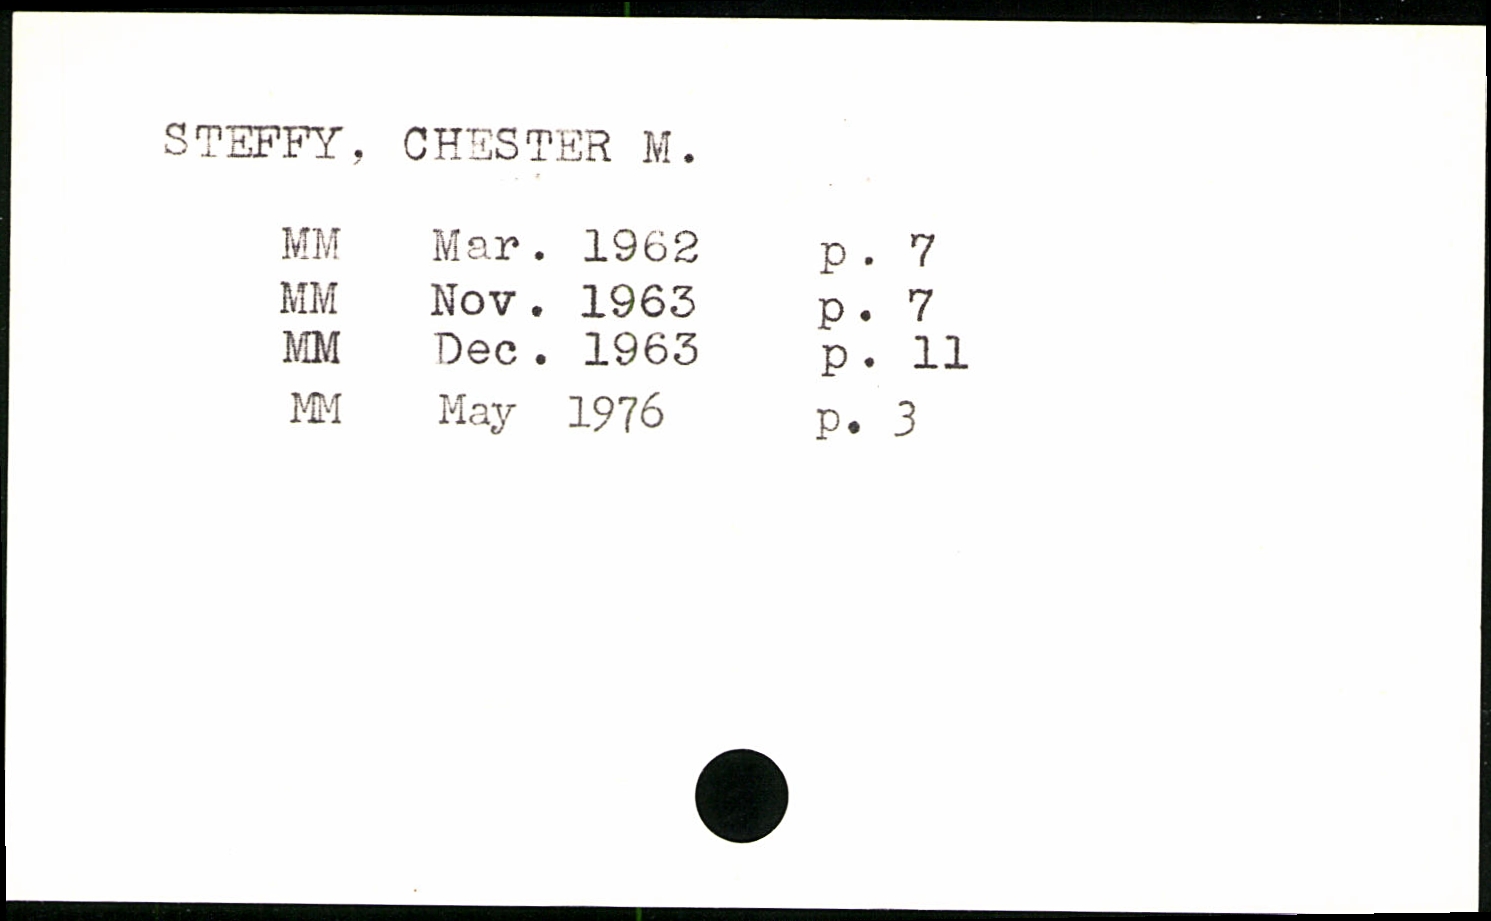 STEFFY, CHESTER M.
MM Mar. 1962 p. 7
MM Nov. 1963 p. 7
MM Dec. 1963 p. 11
MM May 1976 p. 3